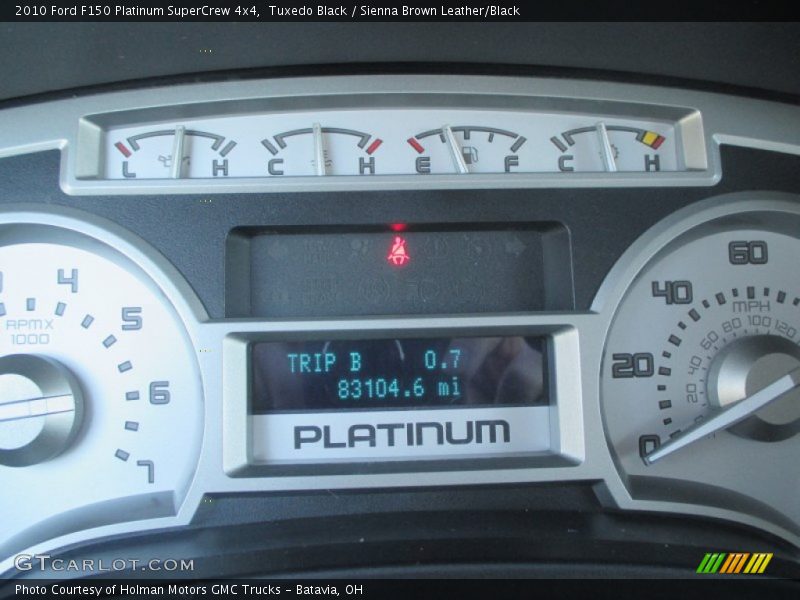 2010 Ford F150 Platinum SuperCrew 4x4,  Tuxedo Black / Sienna Brown Leather/Black
L H C H E F C H
4 5 6 7
RPMX
1000
TRIP B 0.7
83104.6 mi
PLATINUM
0 20 40 60
MPH
20 40 60 80 100 120
GTCARLOT.COM
Photo Courtesy of Holman Motors GMC Trucks – Batavia, OH